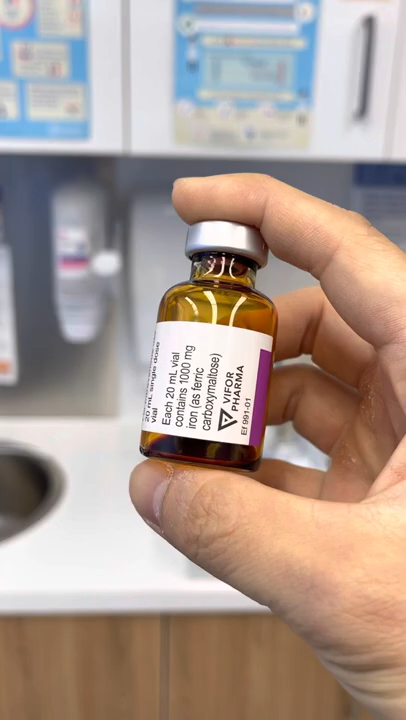 20 mL single dose
vial
Each 20 mL vial
contains 1000 mg
iron (as ferric
carboxymaltose)
VIFOR
PHARMA
Ef 991-01